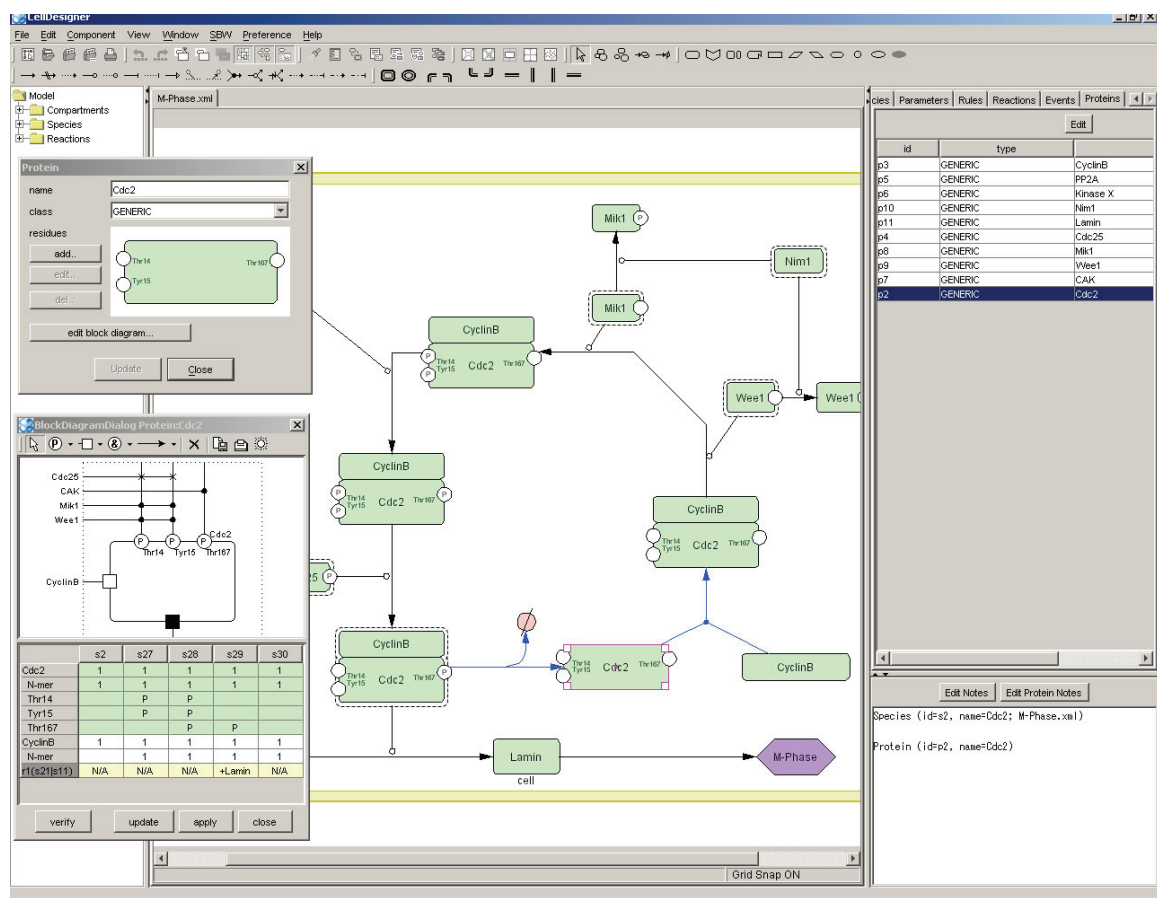 CellDesigner
File Edit Component View Window SBW Preference Help
Model
Compartments
Species
Reactions
M-Phase.xml
Protein
name Cdc2
class GENERIC
residues
add..
edit..
del..
Thr14
Tyr15
Thr167
edit block diagram...
Update Close
BlockDiagramDialog Protein:Cdc2
Cdc25
CAK
Mik1
Wee1
Cdc2
P P P
Thr14 Tyr15 Thr167
CyclinB
s2 s27 s28 s29 s30
Cdc2 1 1 1 1 1
N-mer 1 1 1 1 1
Thr14 P P
Tyr15 P P
Thr167 P P
CyclinB 1 1 1 1 1
N-mer 1 1 1 1
r1(s21|s11) N/A N/A N/A +Lamin N/A
verify update apply close
Mik1 P
Nim1
Mik1
CyclinB
P Thr14 Cdc2 Thr167
P Tyr15
Wee1 Wee1
CyclinB
P Thr14 Cdc2 Thr167 P
P Tyr15
CyclinB
Thr14 Cdc2 Thr167
Tyr15
25 P
CyclinB
Thr14 Cdc2 Thr167 P
Tyr15
Thr14 Cdc2 Thr167
Tyr15
CyclinB
Lamin
cell
M-Phase
Grid Snap ON
cies Parameters Rules Reactions Events Proteins
Edit
id type
p3 GENERIC CyclinB
p5 GENERIC PP2A
p6 GENERIC Kinase X
p10 GENERIC Nim1
p11 GENERIC Lamin
p4 GENERIC Cdc25
p8 GENERIC Mik1
p9 GENERIC Wee1
p7 GENERIC CAK
p2 GENERIC Cdc2
Edit Notes Edit Protein Notes
Species (id=s2, name=Cdc2; M-Phase.xml)
Protein (id=p2, name=Cdc2)